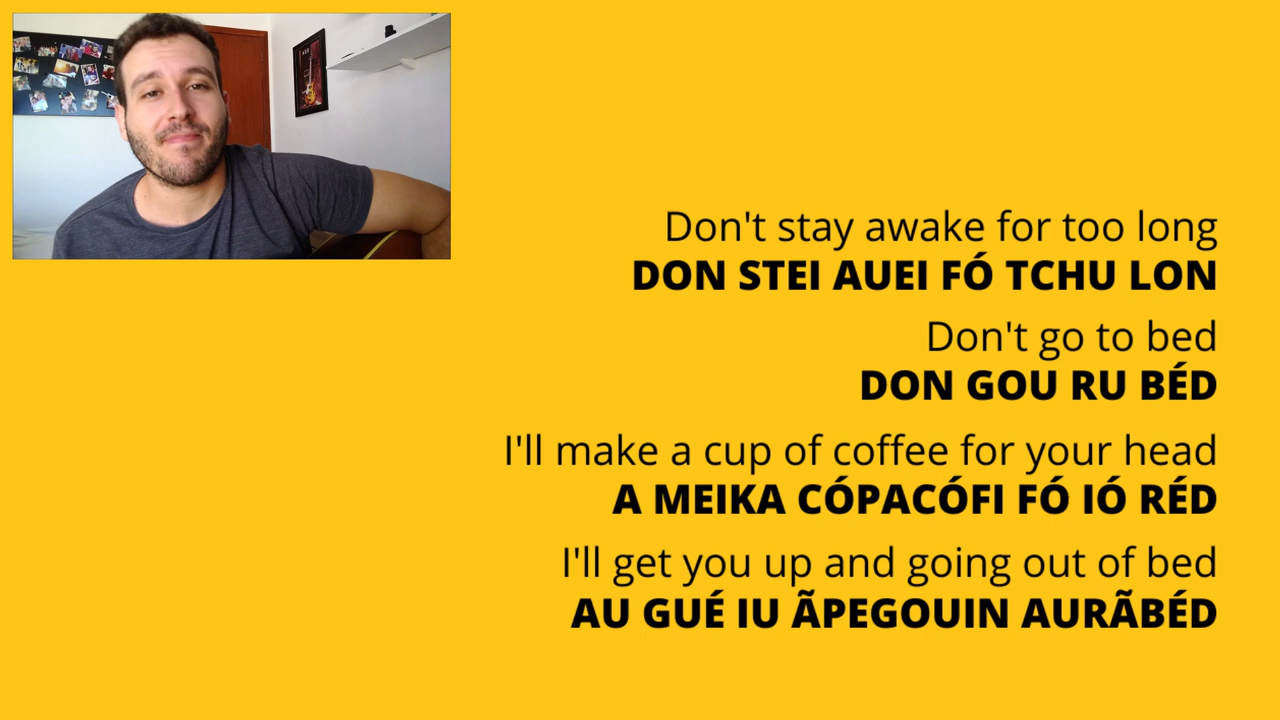 Don't stay awake for too long
DON STEI AUEI FÓ TCHU LON
Don't go to bed
DON GOU RU BÉD
I'll make a cup of coffee for your head
A MEIKA CÓPACÓFI FÓ IÓ RÉD
I'll get you up and going out of bed
AU GUÉ IU ÃPEGOUIN AURÃBÉD